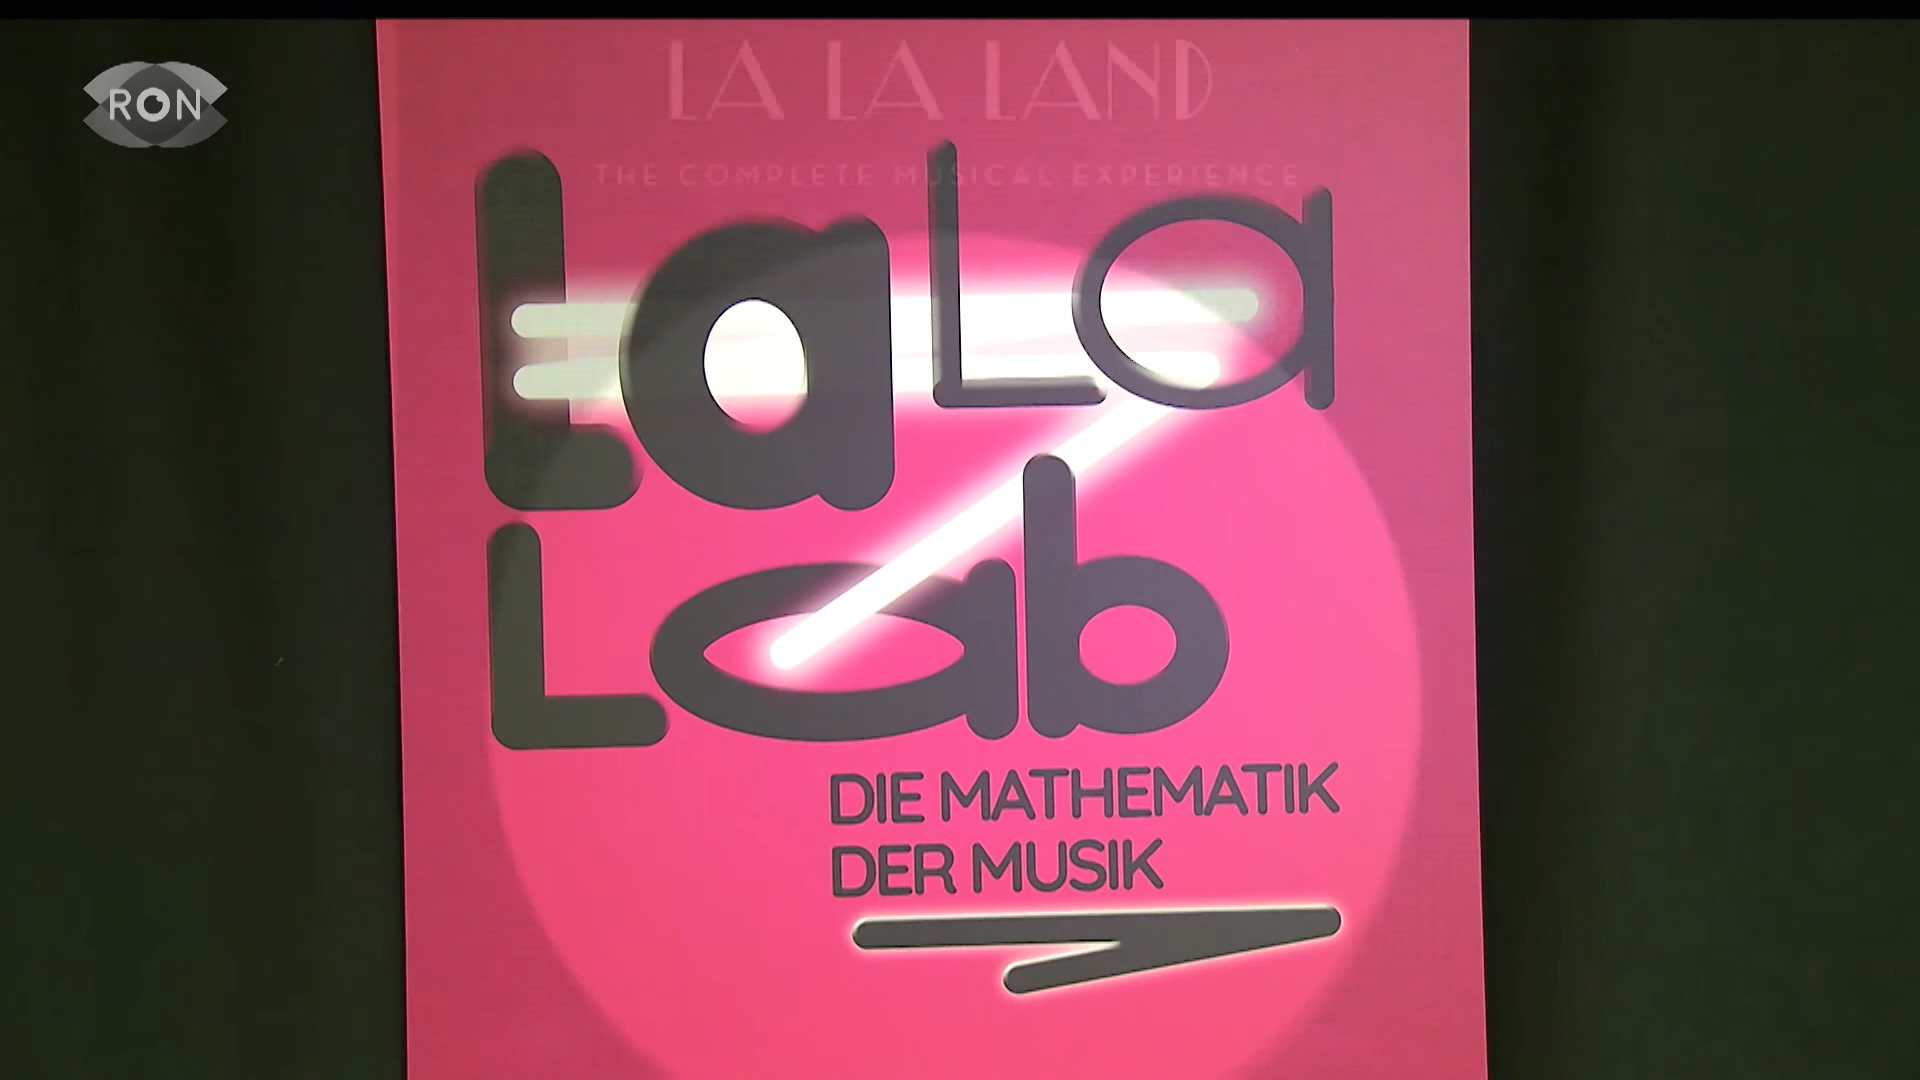 RON
LA LA LAND
THE COMPLETE MUSICAL EXPERIENCE
La La
Lab
DIE MATHEMATIK
DER MUSIK